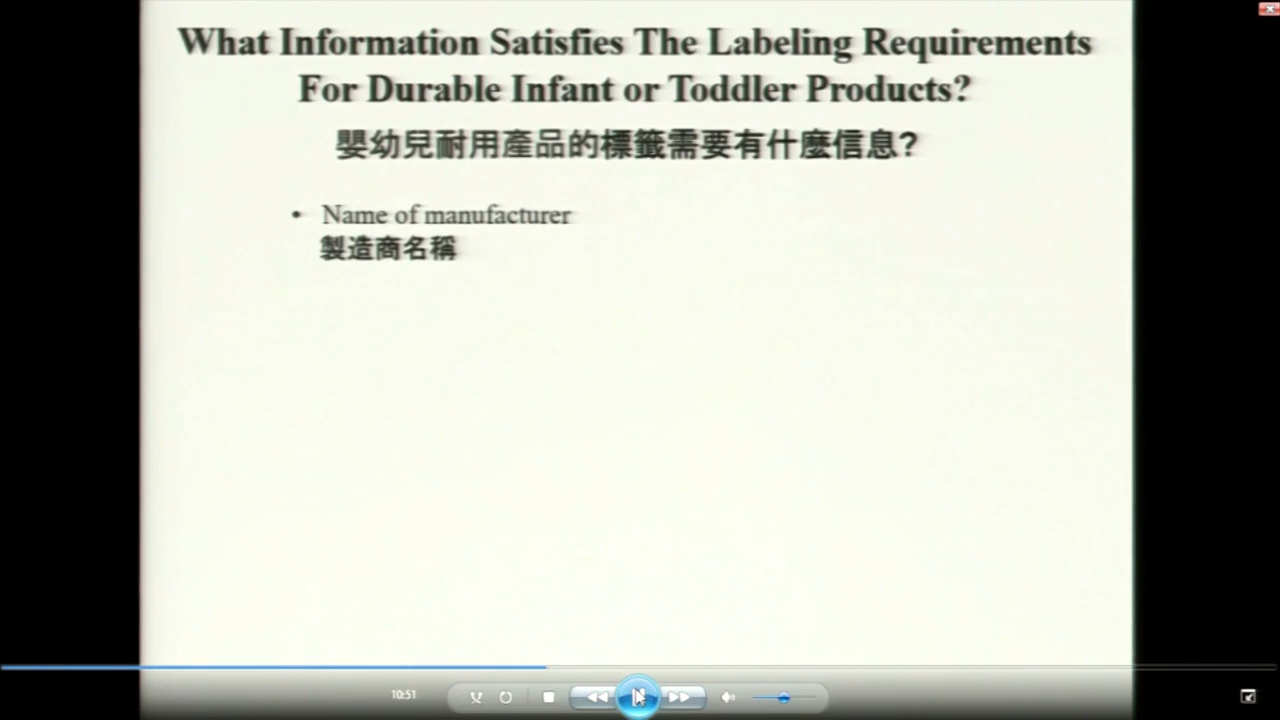 What Information Satisfies The Labeling Requirements
For Durable Infant or Toddler Products?
嬰幼兒耐用產品的標籤需要有什麼信息?
• Name of manufacturer
製造商名稱
10:51